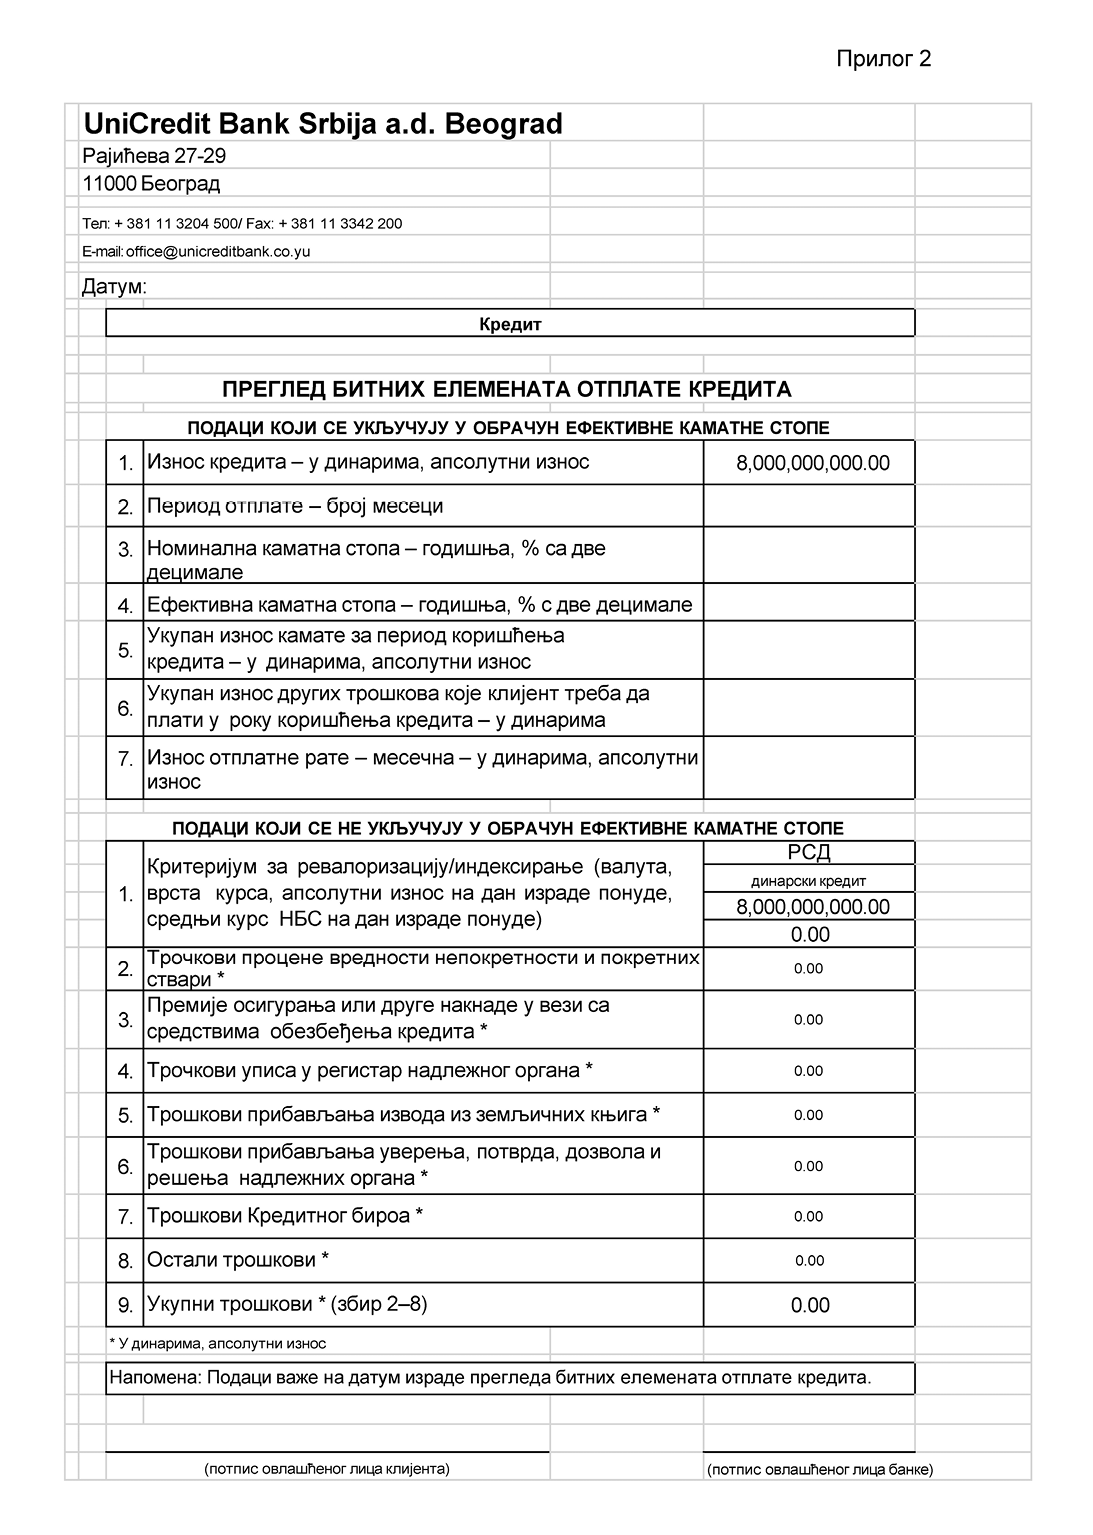 Прилог 2
UniCredit Bank Srbija a.d. Beograd
Рајићева 27-29
11000 Београд
Тел: + 381 11 3204 500/ Fax: + 381 11 3342 200
E-mail: office@unicreditbank.co.yu
Датум:
Кредит
ПРЕГЛЕД БИТНИХ ЕЛЕМЕНАТА ОТПЛАТЕ КРЕДИТА
ПОДАЦИ КОЈИ СЕ УКЉУЧУЈУ У ОБРАЧУН ЕФЕКТИВНЕ КАМАТНЕ СТОПЕ
1. Износ кредита – у динарима, апсолутни износ 8,000,000,000.00
2. Период отплате – број месеци
3. Номинална каматна стопа – годишња, % са две
децимале
4. Ефективна каматна стопа – годишња, % с две децимале
5. Укупан износ камате за период коришћења
кредита – у динарима, апсолутни износ
6. Укупан износ других трошкова које клијент треба да
плати у року коришћења кредита – у динарима
7. Износ отплатне рате – месечна – у динарима, апсолутни
износ
ПОДАЦИ КОЈИ СЕ НЕ УКЉУЧУЈУ У ОБРАЧУН ЕФЕКТИВНЕ КАМАТНЕ СТОПЕ
1. Критеријум за ревалоризацију/индексирање (валута,
врста курса, апсолутни износ на дан израде понуде,
средњи курс НБС на дан израде понуде)
РСД
динарски кредит
8,000,000,000.00
0.00
2. Трочкови процене вредности непокретности и покретних
ствари * 0.00
3. Премије осигурања или друге накнаде у вези са
средствима обезбеђења кредита * 0.00
4. Трочкови уписа у регистар надлежног органа * 0.00
5. Трошкови прибављања извода из земљичних књига * 0.00
6. Трошкови прибављања уверења, потврда, дозвола и
решења надлежних органа * 0.00
7. Трошкови Кредитног бироа * 0.00
8. Остали трошкови * 0.00
9. Укупни трошкови * (збир 2–8) 0.00
* У динарима, апсолутни износ
Напомена: Подаци важе на датум израде прегледа битних елемената отплате кредита.
(потпис овлашћеног лица клијента) (потпис овлашћеног лица банке)